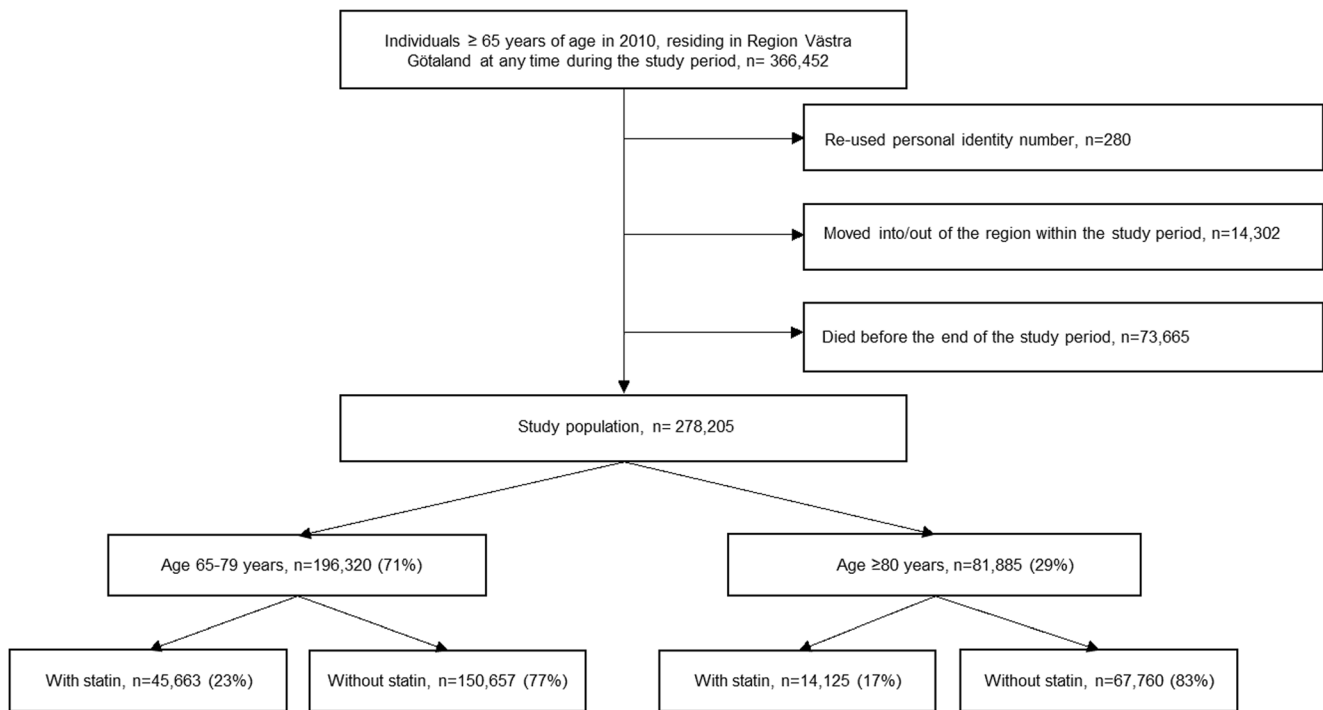 Individuals ≥ 65 years of age in 2010, residing in Region Västra
Götaland at any time during the study period, n= 366,452
Re-used personal identity number, n=280
Moved into/out of the region within the study period, n=14,302
Died before the end of the study period, n=73,665
Study population, n= 278,205
Age 65-79 years, n=196,320 (71%)
Age ≥80 years, n=81,885 (29%)
With statin, n=45,663 (23%)
Without statin, n=150,657 (77%)
With statin, n=14,125 (17%)
Without statin, n=67,760 (83%)